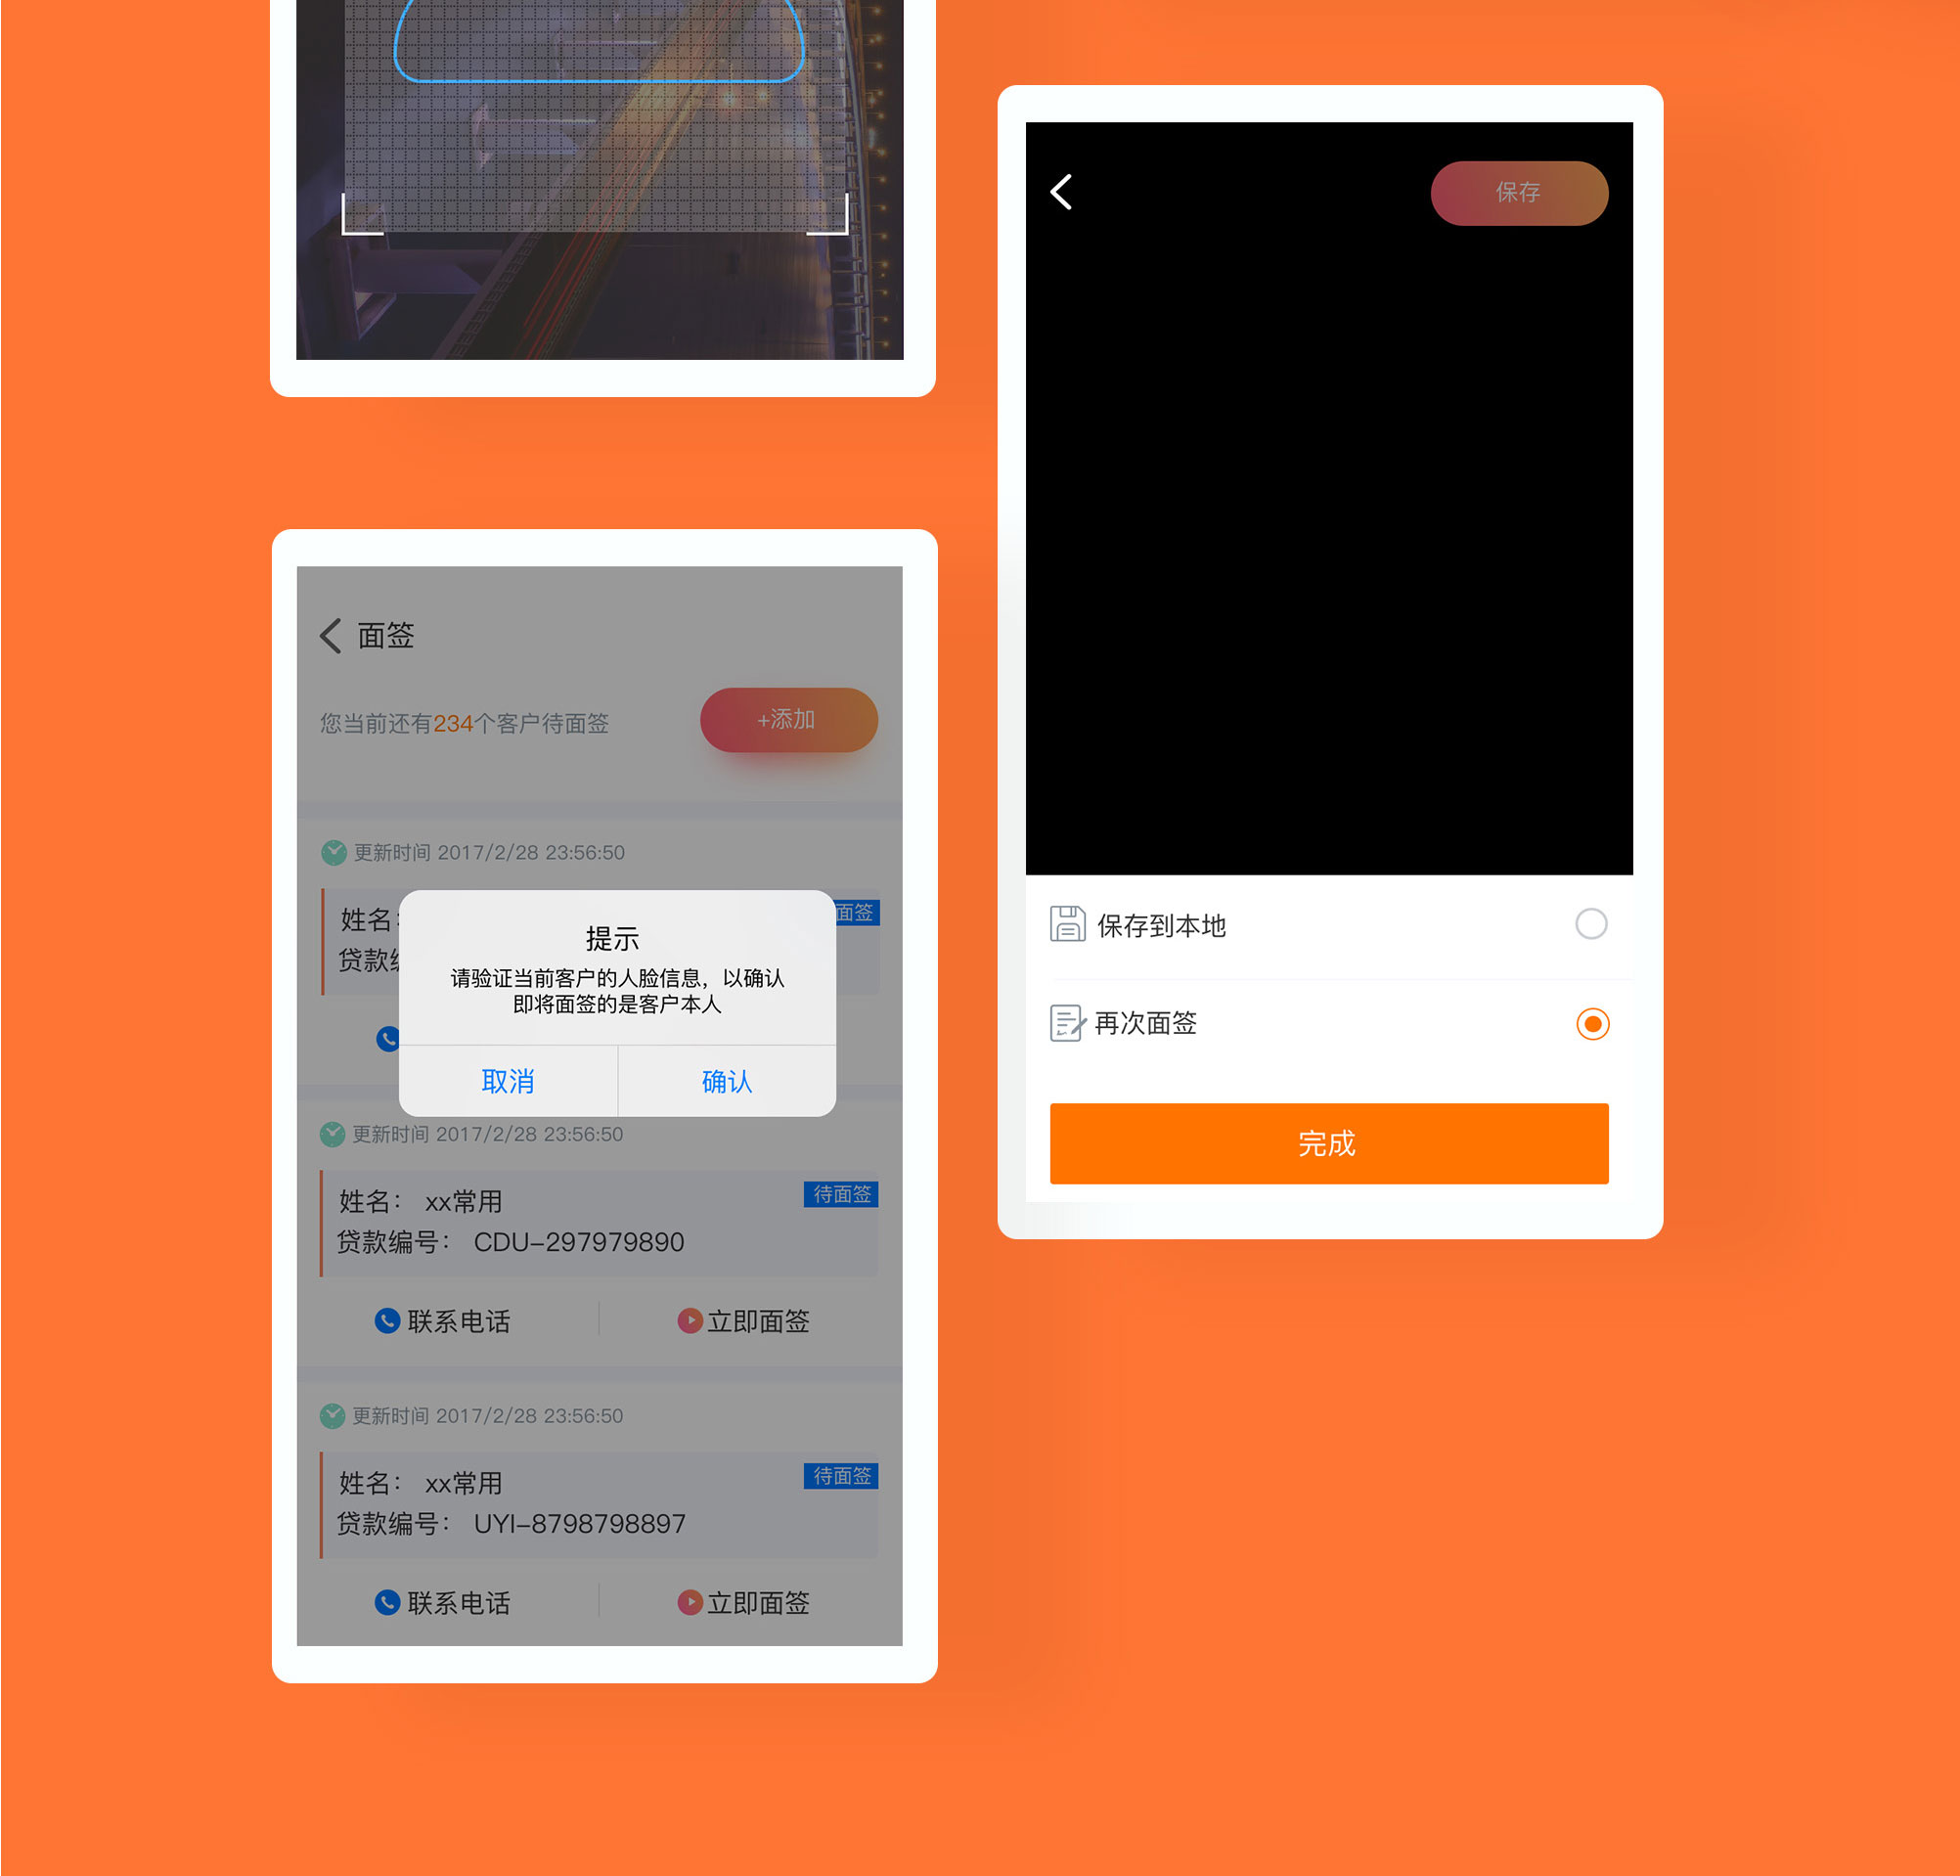 面签
您当前还有234个客户待面签
+添加
更新时间 2017/2/28 23:56:50
姓名:
面签
贷款
提示
请验证当前客户的人脸信息，以确认
即将面签的是客户本人
取消
确认
更新时间 2017/2/28 23:56:50
姓名： xx常用
待面签
贷款编号： CDU-297979890
联系电话
立即面签
更新时间 2017/2/28 23:56:50
姓名： xx常用
待面签
贷款编号： UYI-8798798897
联系电话
立即面签
保存
保存到本地
再次面签
完成